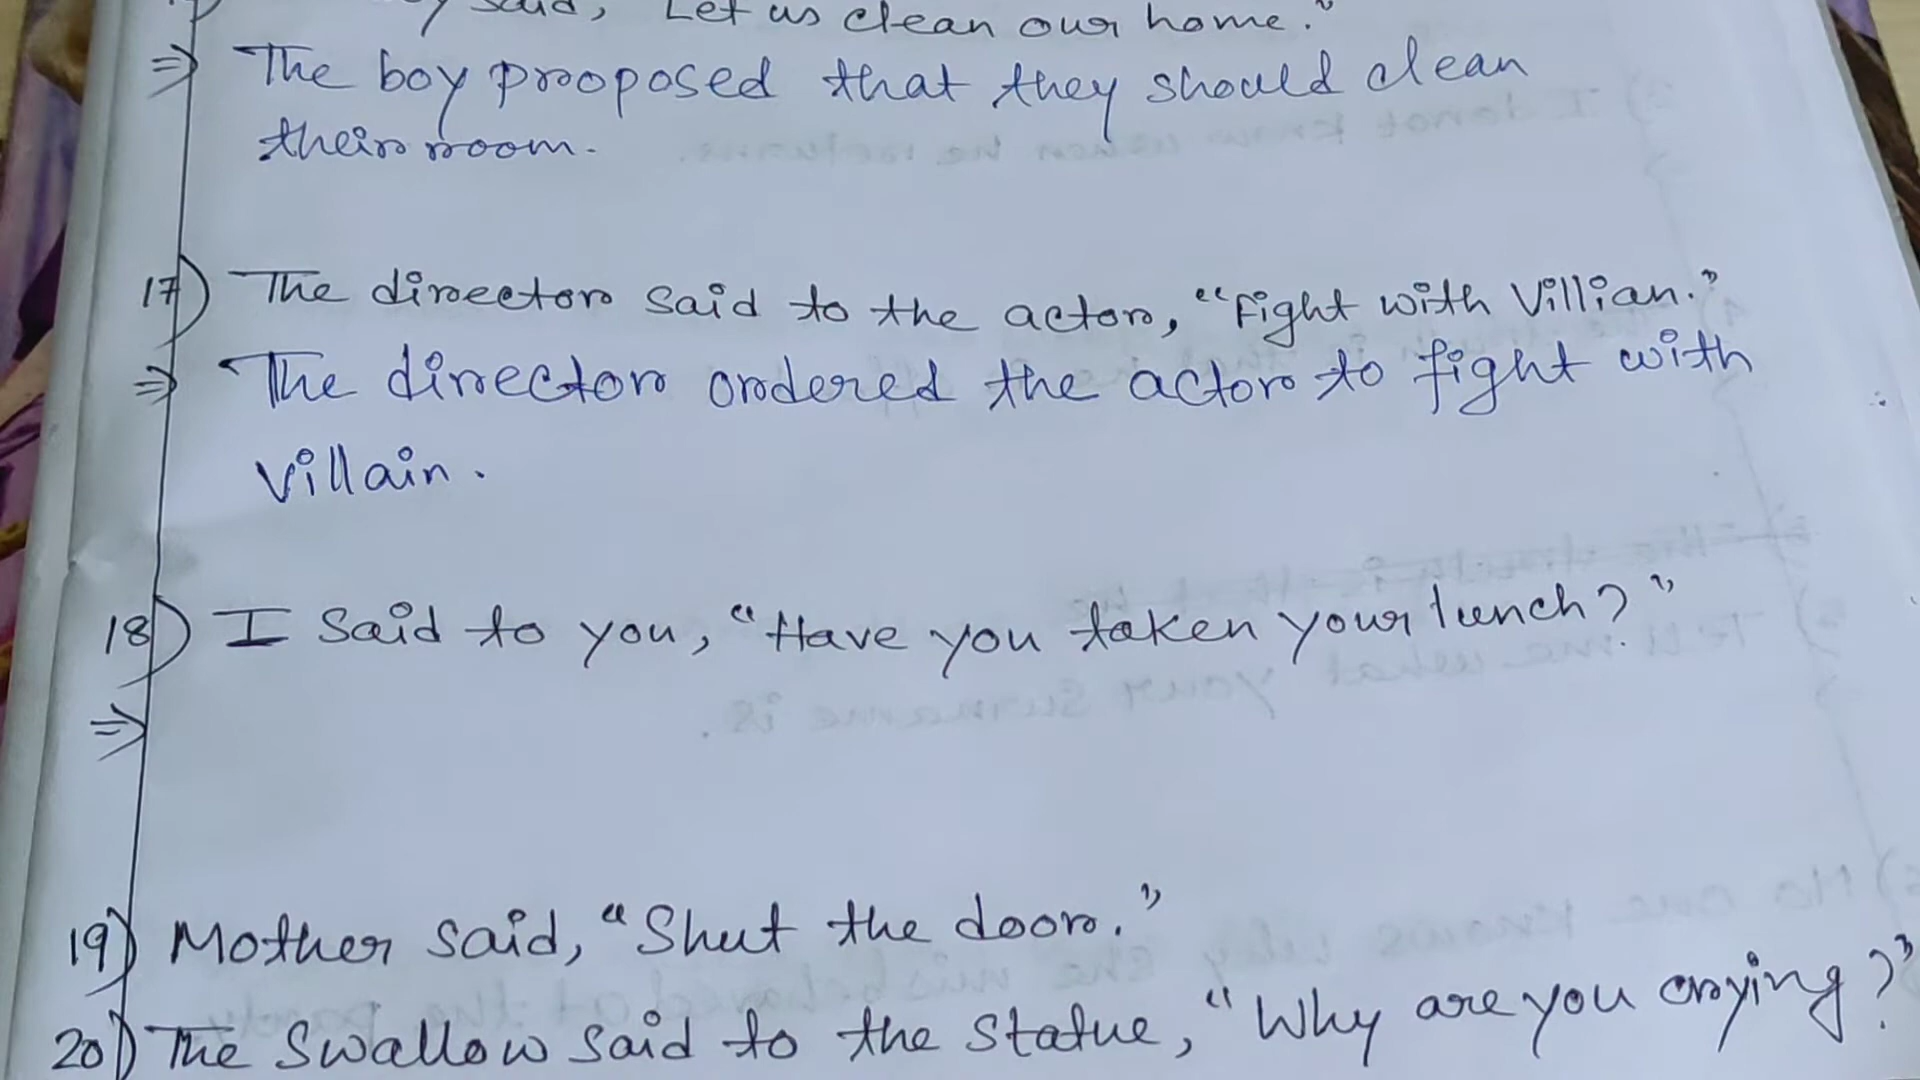 said, "Let us clean our home."
⇒ The boy proposed that they should clean
their room.
17) The director said to the actor, "Fight with Villian."
⇒ The director ordered the actor to fight with
Villain.
18) I said to you, "Have you taken your lunch?"
⇒
19) Mother said, "Shut the door."
20) The Swallow said to the statue, "Why are you crying?"